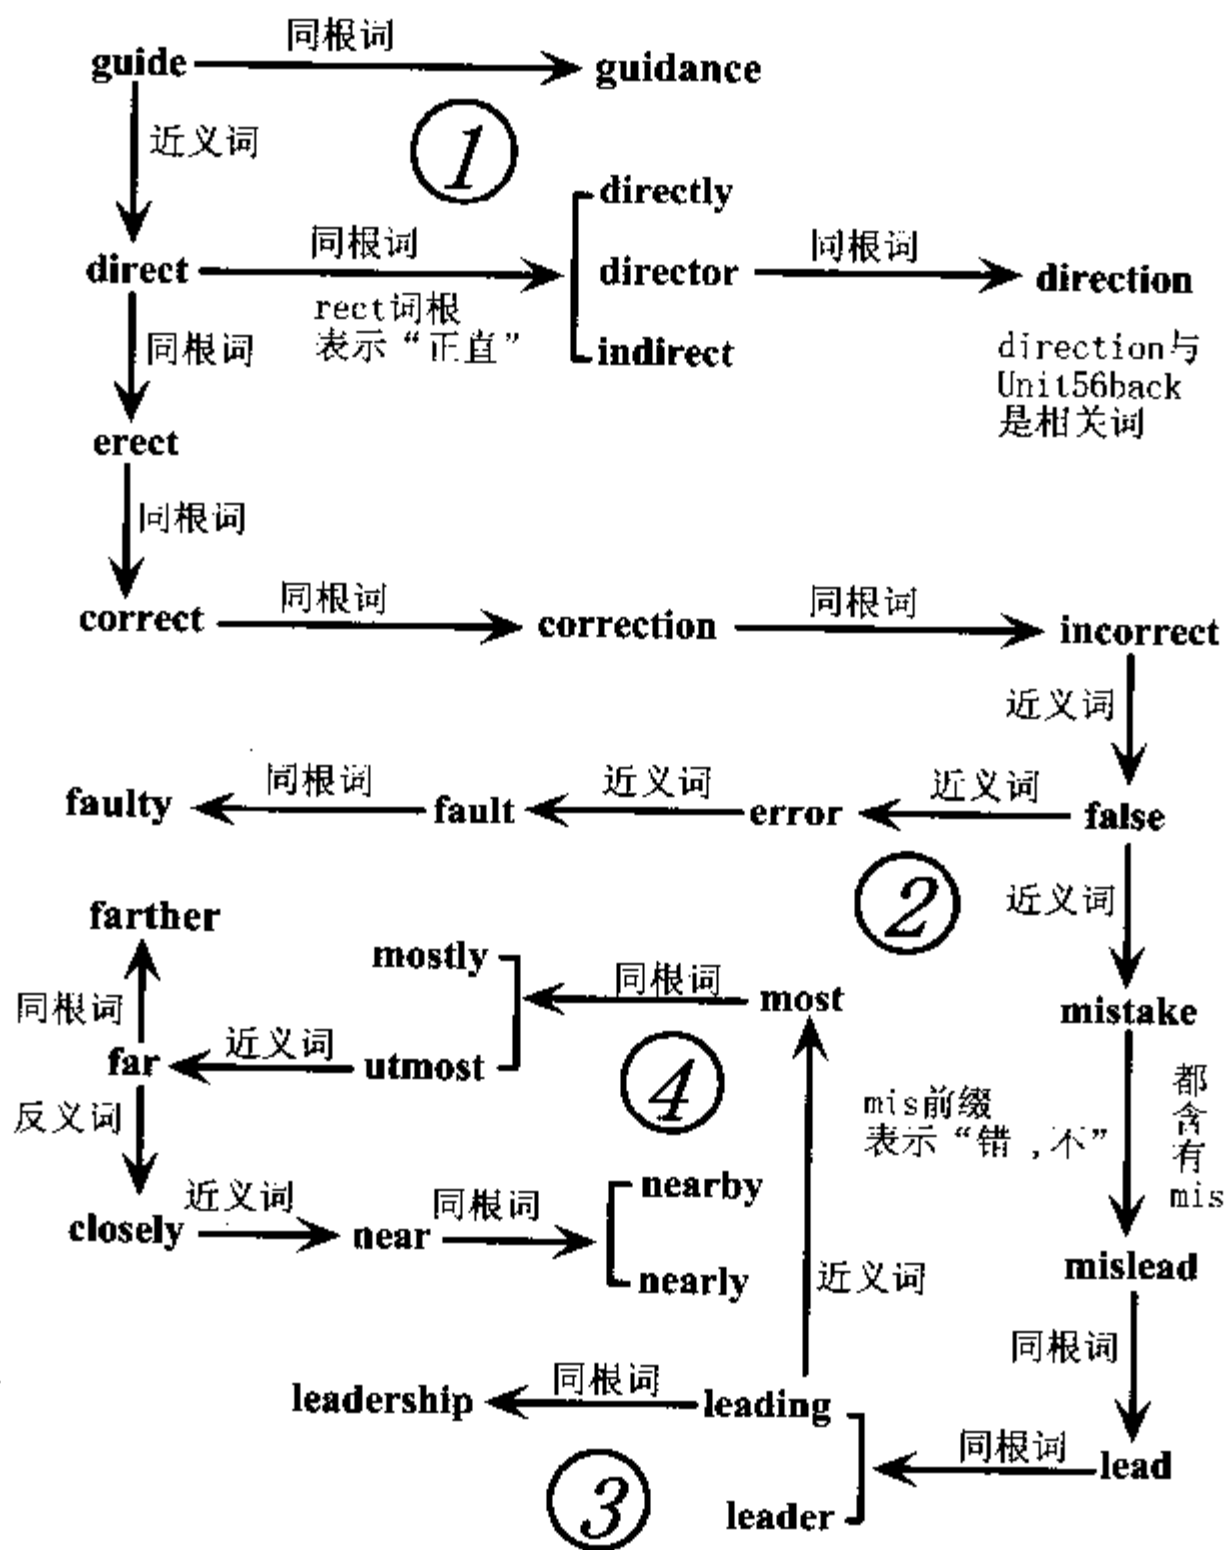 guide 同根词 guidance
近义词
①
directly
direct 同根词 director 同根词 direction
rect词根
表示“正直”
indirect
direction与
Unit56back
是相关词
同根词
erect
同根词
correct 同根词 correction 同根词 incorrect
近义词
faulty 同根词 fault 近义词 error 近义词 false
②
近义词
farther
mostly
同根词
同根词 most
mistake
far 近义词 utmost
④
反义词
mis前缀
表示“错，不”
都
含
有
mis
closely 近义词 near 同根词 nearby
nearly
近义词
mislead
同根词
leadership 同根词 leading
③
同根词 lead
leader